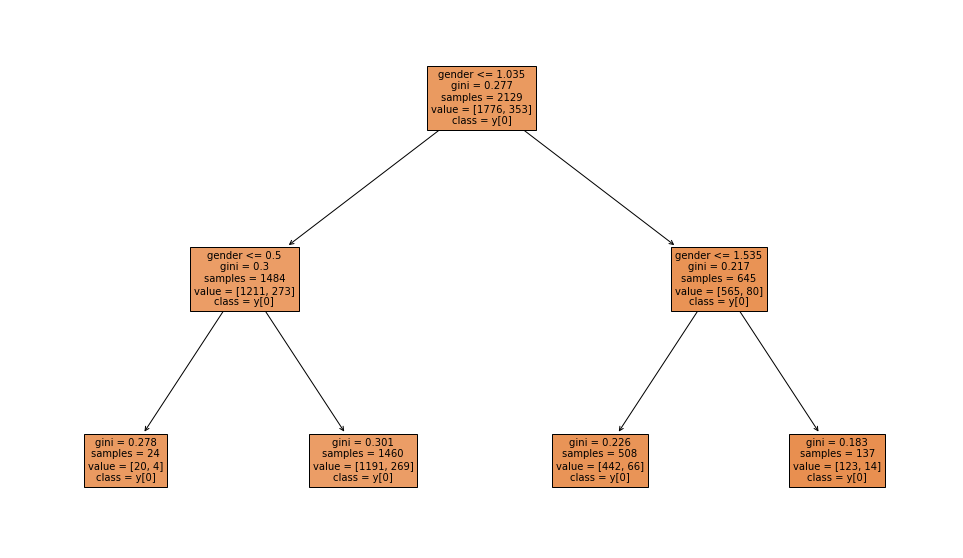 gender <= 1.035
gini = 0.277
samples = 2129
value = [1776, 353]
class = y[0]
gender <= 0.5
gini = 0.3
samples = 1484
value = [1211, 273]
class = y[0]
gender <= 1.535
gini = 0.217
samples = 645
value = [565, 80]
class = y[0]
gini = 0.278
samples = 24
value = [20, 4]
class = y[0]
gini = 0.301
samples = 1460
value = [1191, 269]
class = y[0]
gini = 0.226
samples = 508
value = [442, 66]
class = y[0]
gini = 0.183
samples = 137
value = [123, 14]
class = y[0]